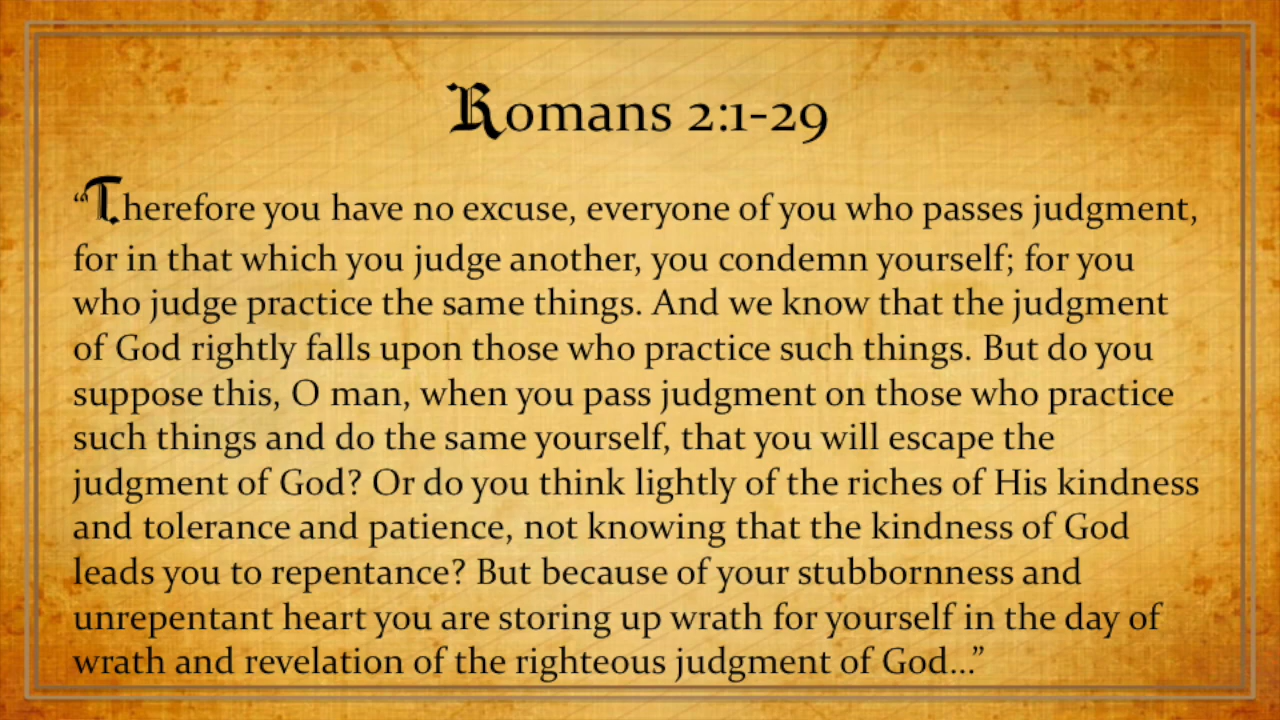 Romans 2:1-29
“Therefore you have no excuse, everyone of you who passes judgment,
for in that which you judge another, you condemn yourself; for you
who judge practice the same things. And we know that the judgment
of God rightly falls upon those who practice such things. But do you
suppose this, O man, when you pass judgment on those who practice
such things and do the same yourself, that you will escape the
judgment of God? Or do you think lightly of the riches of His kindness
and tolerance and patience, not knowing that the kindness of God
leads you to repentance? But because of your stubbornness and
unrepentant heart you are storing up wrath for yourself in the day of
wrath and revelation of the righteous judgment of God…”